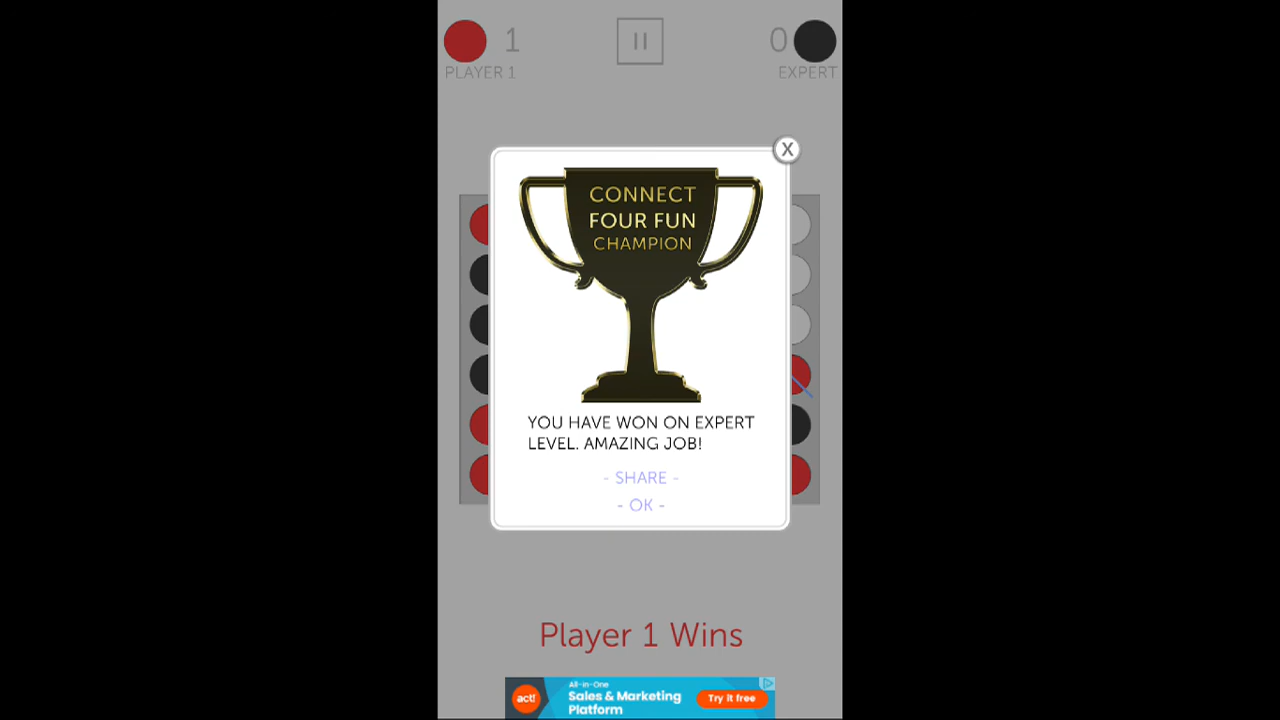 1
0
PLAYER 1
EXPERT
X
CONNECT
FOUR FUN
CHAMPION
YOU HAVE WON ON EXPERT
LEVEL. AMAZING JOB!
- SHARE -
- OK -
Player 1 Wins
act!
All-in-One
Sales & Marketing
Platform
Try it free